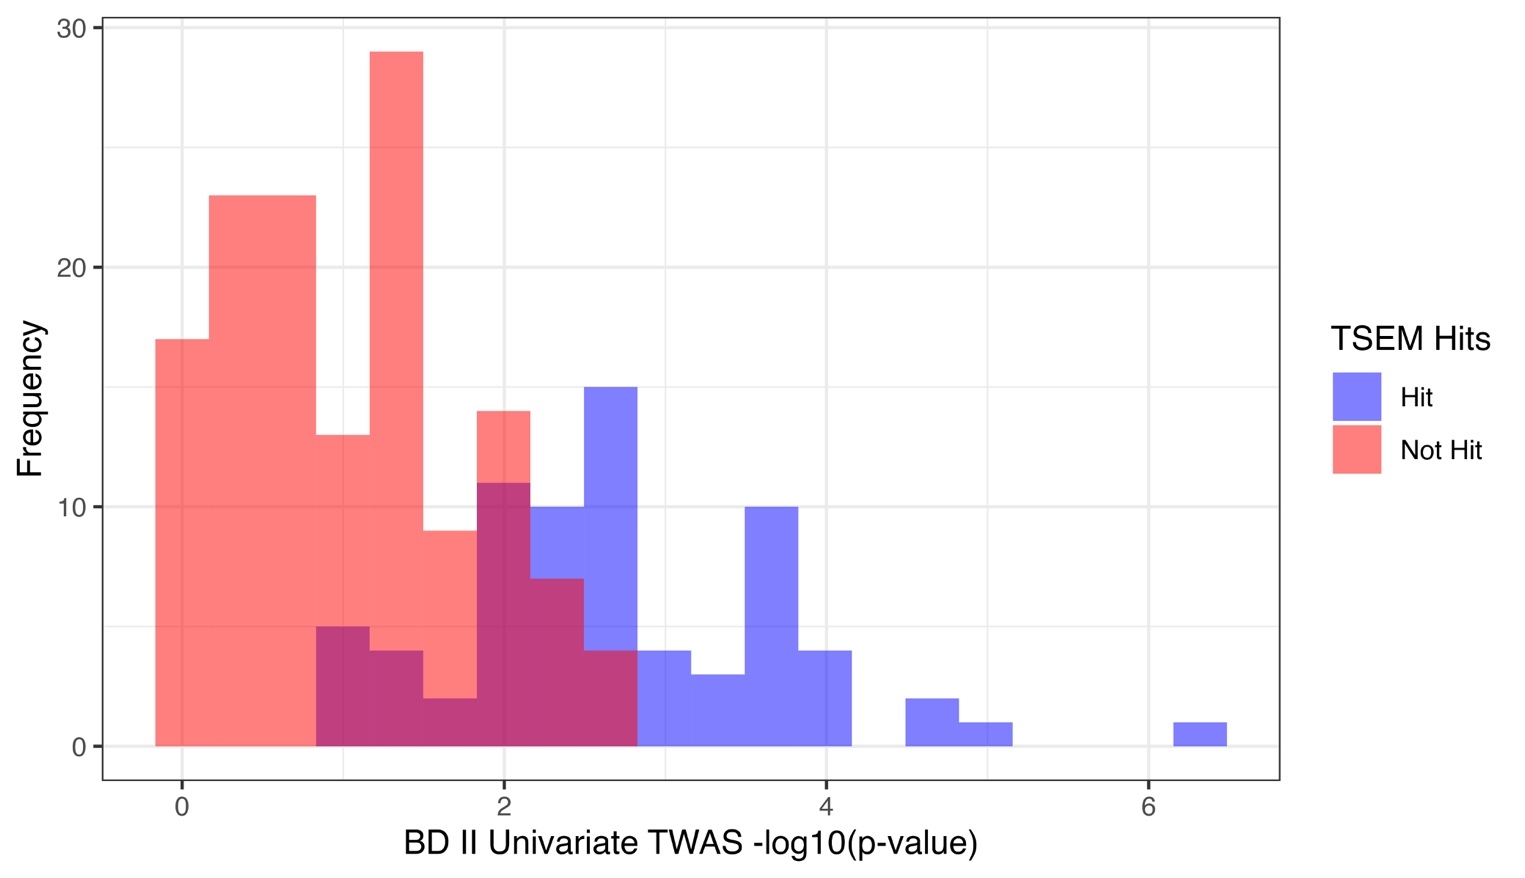 30
20
10
0
Frequency
0 2 4 6
BD II Univariate TWAS -log10(p-value)
TSEM Hits
Hit
Not Hit